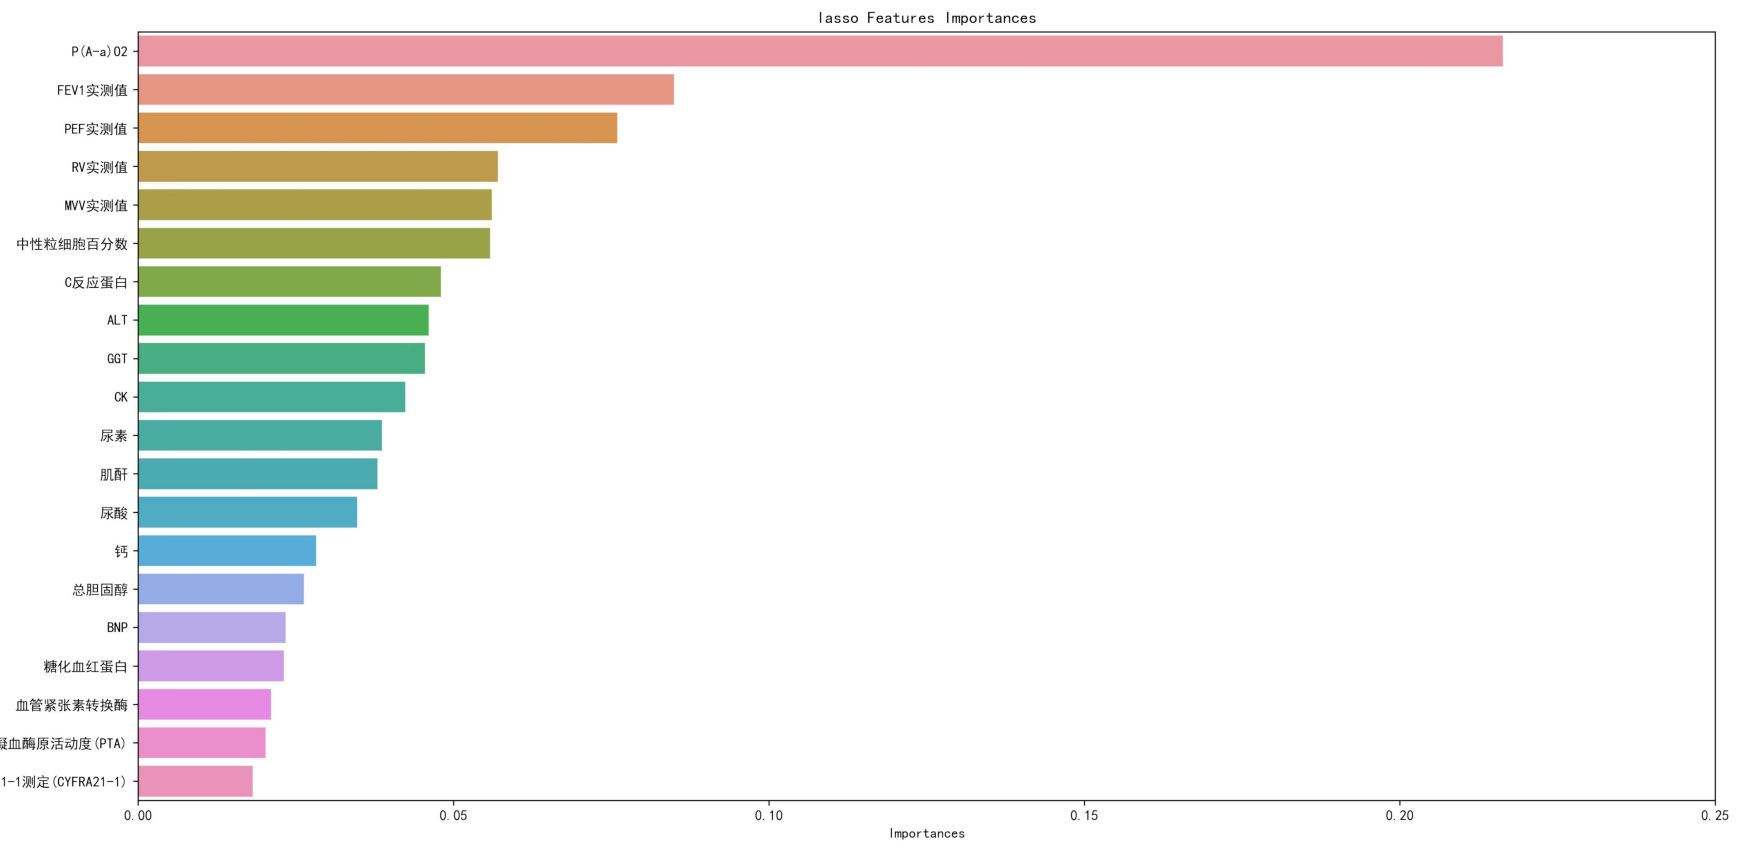 lasso Features Importances
P(A-a)O2
FEV1实测值
PEF实测值
RV实测值
MVV实测值
中性粒细胞百分数
C反应蛋白
ALT
GGT
CK
尿素
肌酐
尿酸
钙
总胆固醇
BNP
糖化血红蛋白
血管紧张素转换酶
凝血酶原活动度(PTA)
1-1测定(CYFRA21-1)
0.00 0.05 0.10 0.15 0.20 0.25
Importances